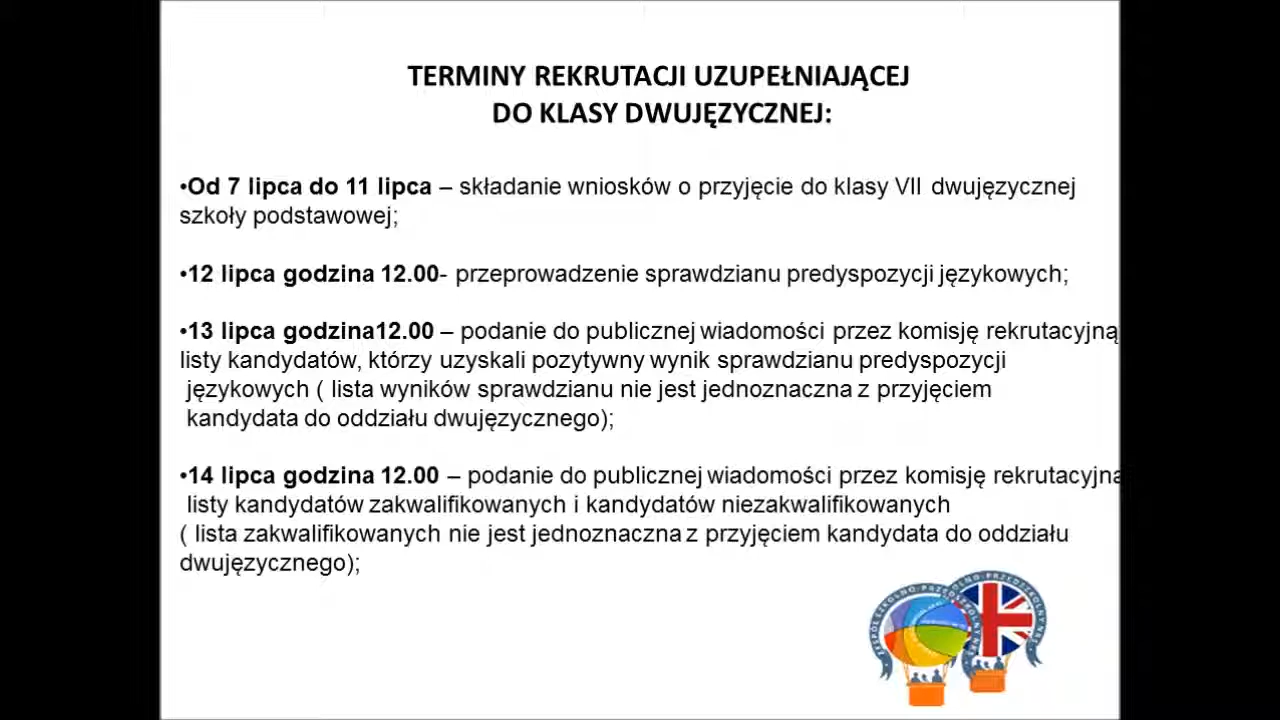 TERMINY REKRUTACJI UZUPEŁNIAJĄCEJ
DO KLASY DWUJĘZYCZNEJ:
•Od 7 lipca do 11 lipca – składanie wniosków o przyjęcie do klasy VII dwujęzycznej
szkoły podstawowej;
•12 lipca godzina 12.00- przeprowadzenie sprawdzianu predyspozycji językowych;
•13 lipca godzina12.00 – podanie do publicznej wiadomości przez komisję rekrutacyjną
listy kandydatów, którzy uzyskali pozytywny wynik sprawdzianu predyspozycji
językowych ( lista wyników sprawdzianu nie jest jednoznaczna z przyjęciem
kandydata do oddziału dwujęzycznego);
•14 lipca godzina 12.00 – podanie do publicznej wiadomości przez komisję rekrutacyjną
listy kandydatów zakwalifikowanych i kandydatów niezakwalifikowanych
( lista zakwalifikowanych nie jest jednoznaczna z przyjęciem kandydata do oddziału
dwujęzycznego);